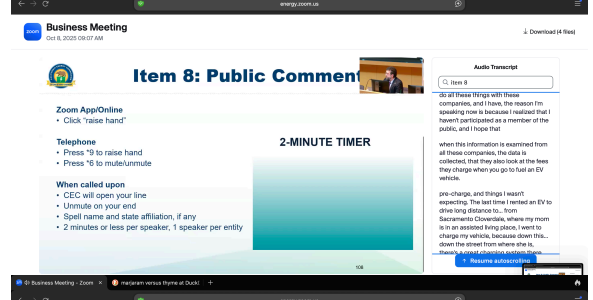 energy.zoom.us
zoom
Business Meeting
Oct 8, 2025 09:07 AM
Download (4 files)
Item 8: Public Comment
Zoom App/Online
• Click "raise hand"
Telephone
• Press *9 to raise hand
• Press *6 to mute/unmute
When called upon
• CEC will open your line
• Unmute on your end
• Spell name and state affiliation, if any
• 2 minutes or less per speaker, 1 speaker per entity
2-MINUTE TIMER
108
Audio Transcript
Item 8
do all these things with these
companies, and I have, the reason I'm
speaking now is because I realized that I
haven't participated as a member of the
public, and I hope that
when this information is examined from
all these companies, the data is
collected, that they also look at the fees
they charge when you go to fuel an EV
vehicle.
pre-charge, and things I wasn't
expecting. The last time I rented an EV to
drive long distance to... from
Sacramento Cloverdale, where my mom
is in an assisted living place, I went to
charge my vehicle, because down this...
down the street from where she is,
there's a great charging system there
Resume autoscrolling
Business Meeting - Zoom
marjaram versus thyme at Duck!